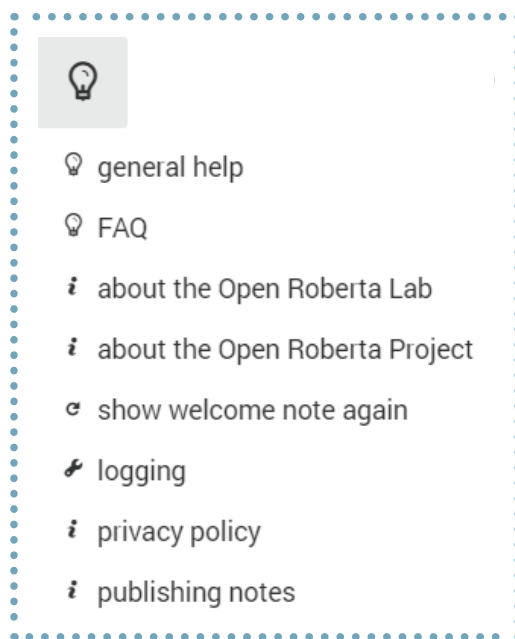 general help
FAQ
about the Open Roberta Lab
about the Open Roberta Project
show welcome note again
logging
privacy policy
publishing notes